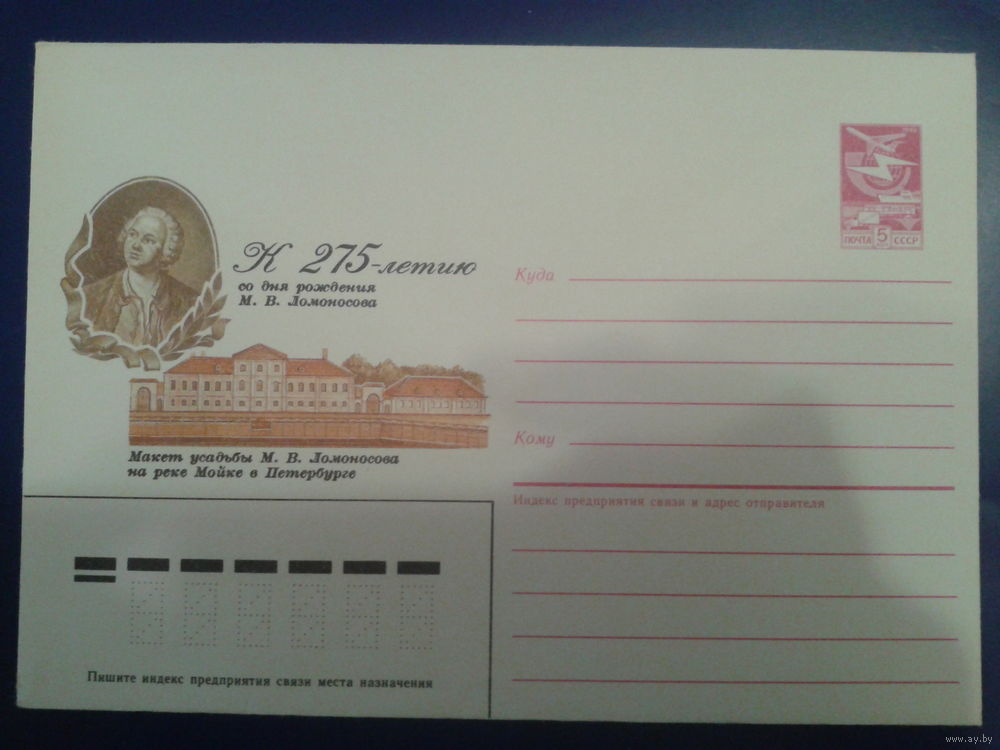 К 275-летию
со дня рождения
М. В. Ломоносова
Макет усадьбы М. В. Ломоносова
на реке Мойке в Петербурге
ПОЧТА 5 СССР
Куда
Кому
Индекс предприятия связи и адрес отправителя
Пишите индекс предприятия связи места назначения
www.ay.by